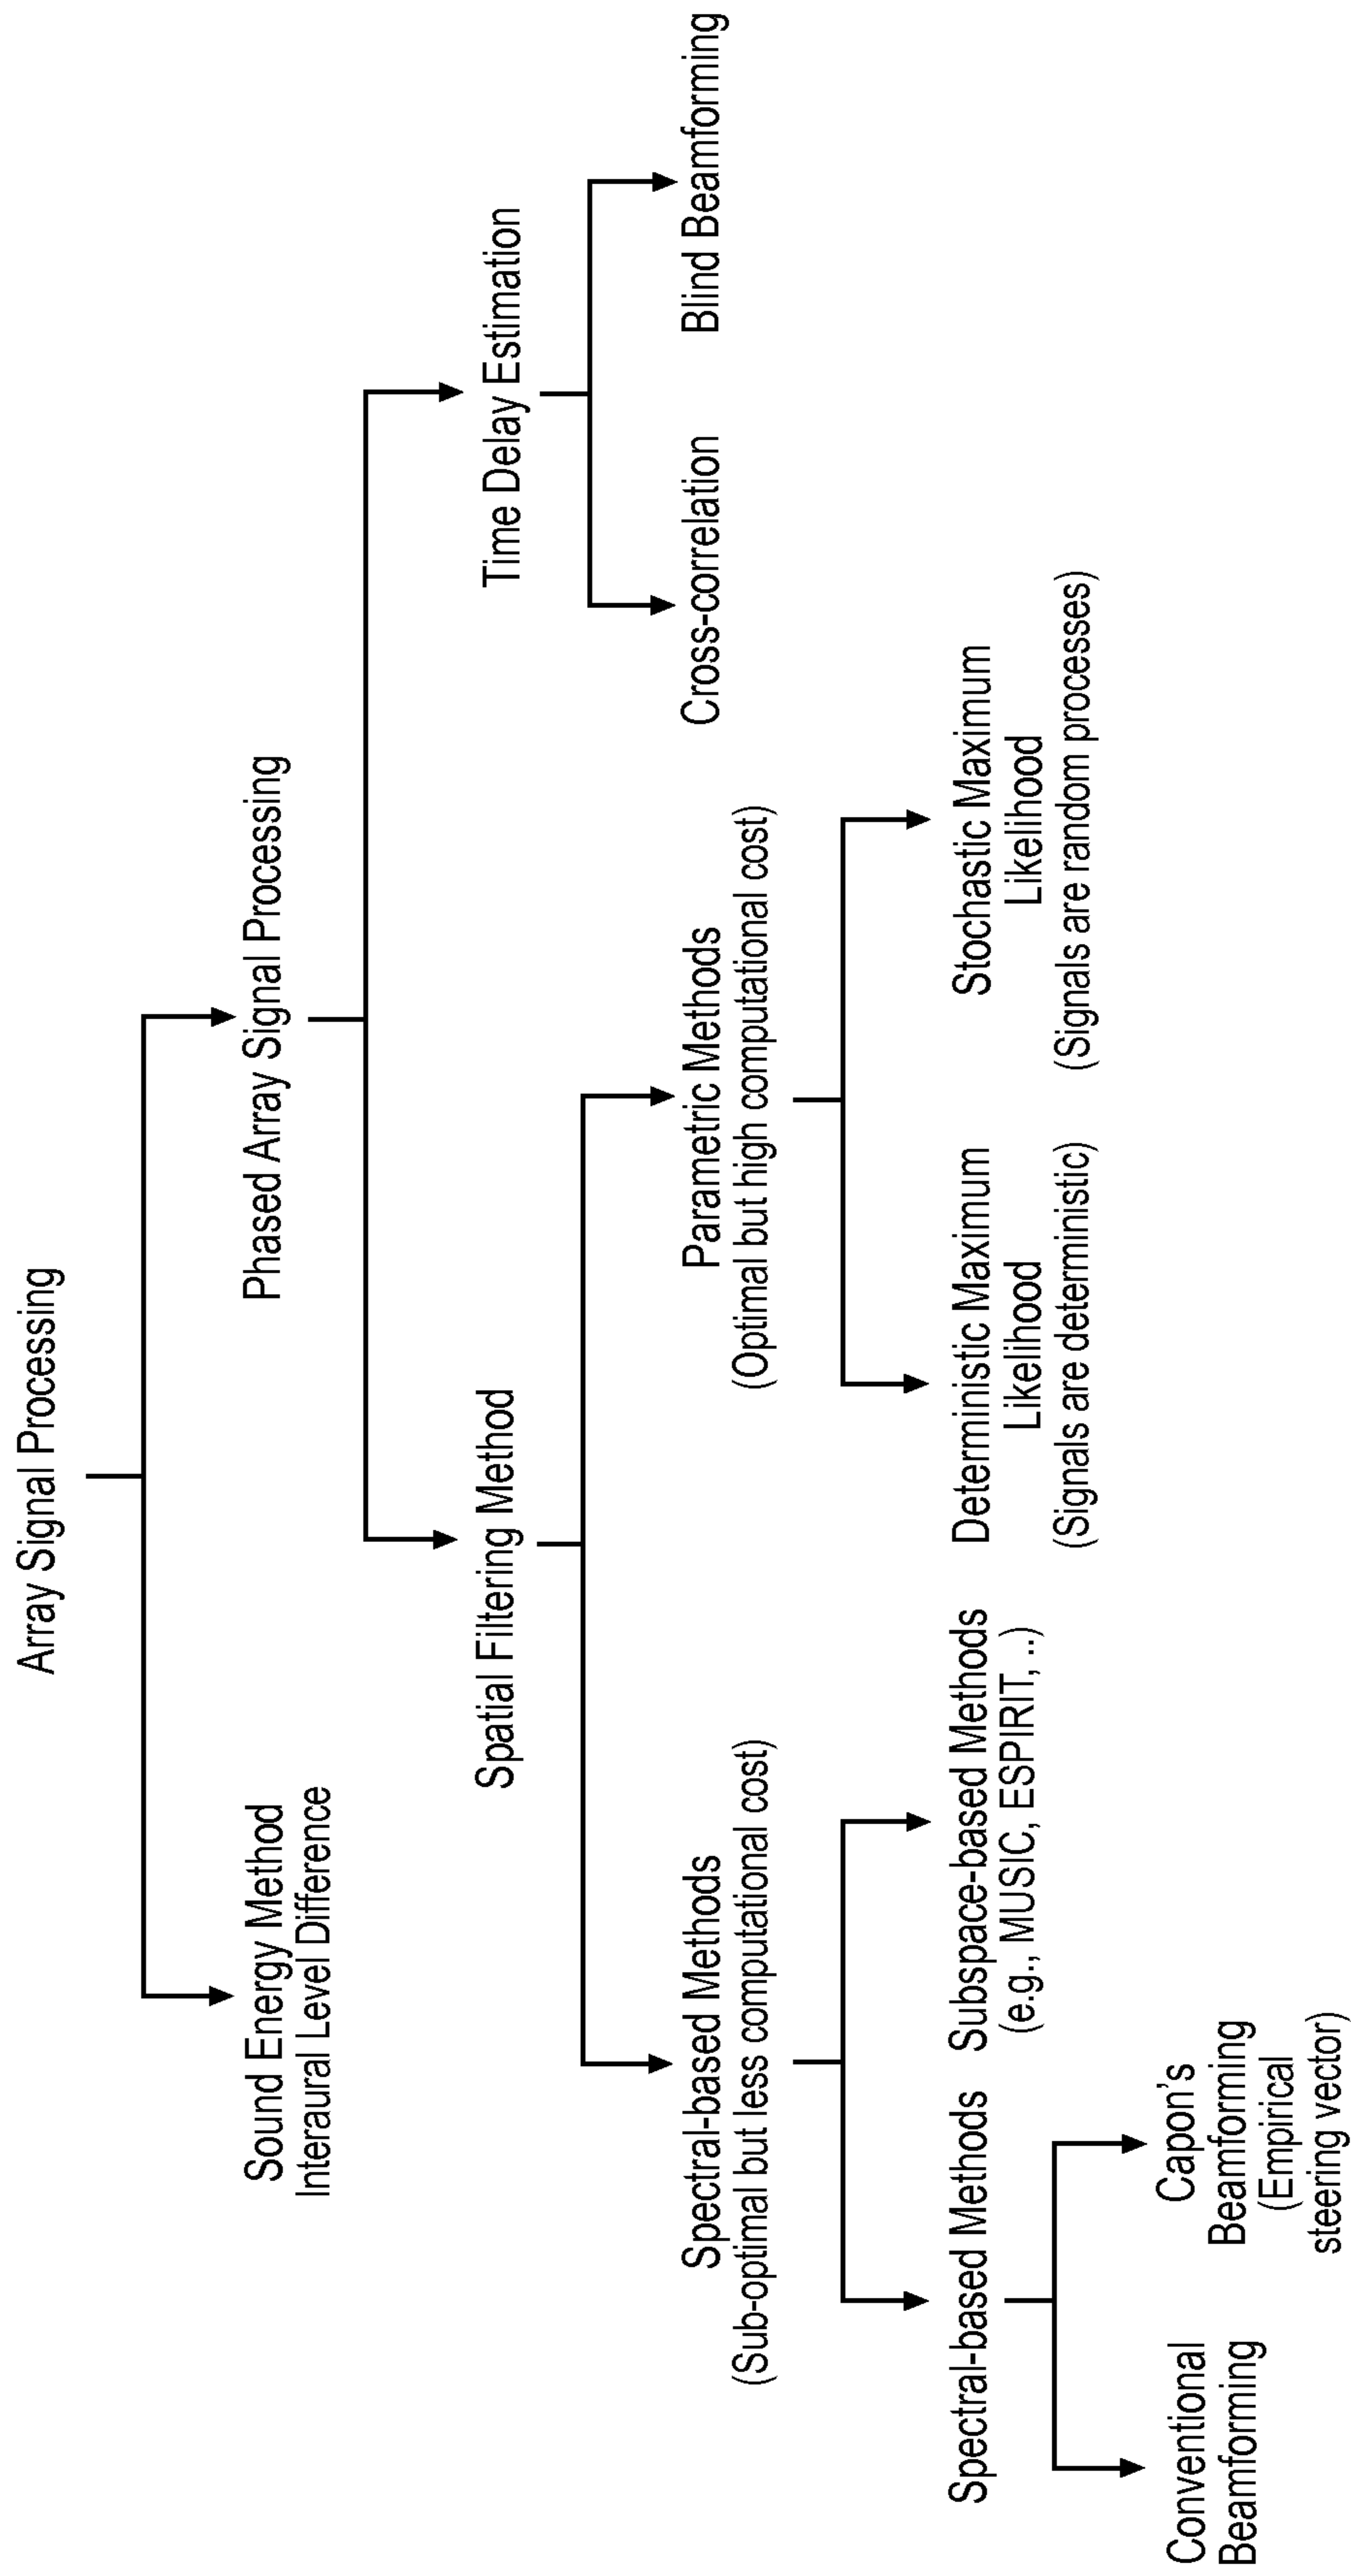 Array Signal Processing
Sound Energy Method
Interaural Level Difference
Phased Array Signal Processing
Spatial Filtering Method
Time Delay Estimation
Spectral-based Methods
(Sub-optimal but less computational cost)
Parametric Methods
(Optimal but high computational cost)
Cross-correlation
Blind Beamforming
Spectral-based Methods
Subspace-based Methods
(e.g., MUSIC, ESPIRIT, ..)
Deterministic Maximum
Likelihood
(Signals are deterministic)
Stochastic Maximum
Likelihood
(Signals are random processes)
Conventional
Beamforming
Capon's
Beamforming
(Empirical
steering vector)